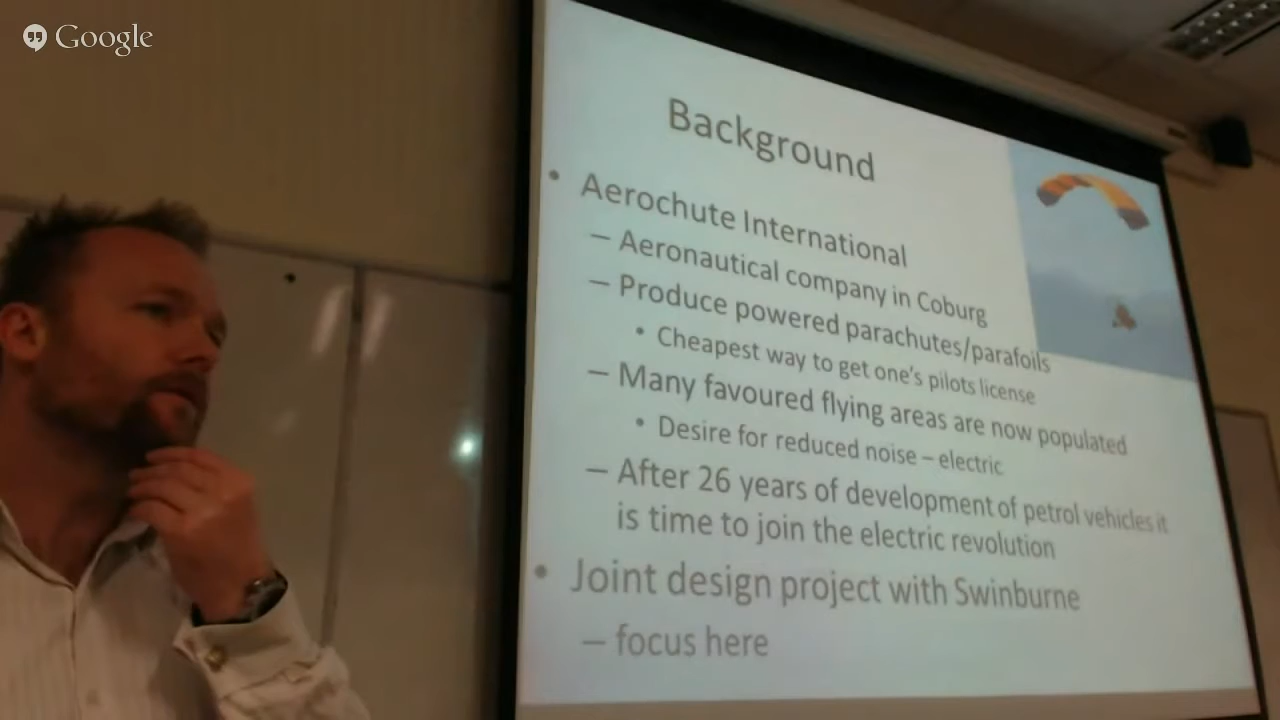 Google
Background
• Aerochute International
– Aeronautical company in Coburg
– Produce powered parachutes/parafoils
• Cheapest way to get one's pilots license
– Many favoured flying areas are now populated
• Desire for reduced noise – electric
– After 26 years of development of petrol vehicles it
is time to join the electric revolution
• Joint design project with Swinburne
– focus here